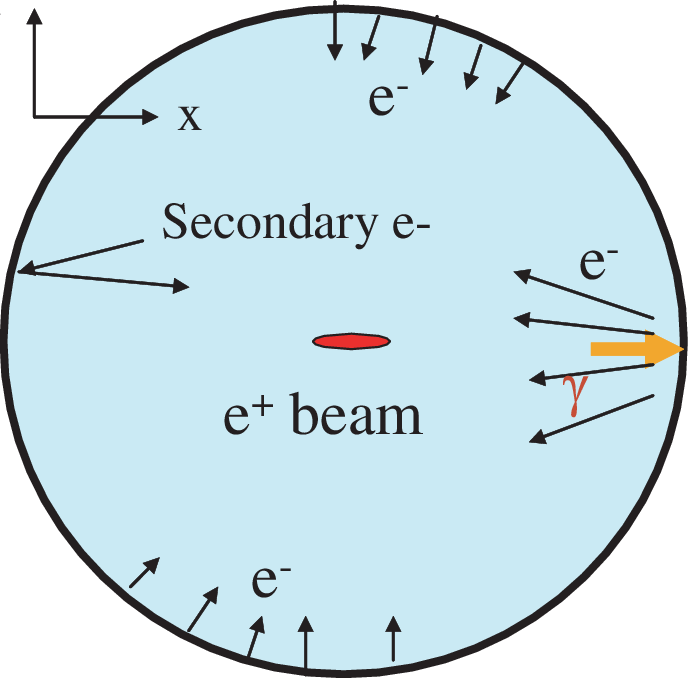 e-
x
Secondary e-
e-
γ
e+ beam
e-